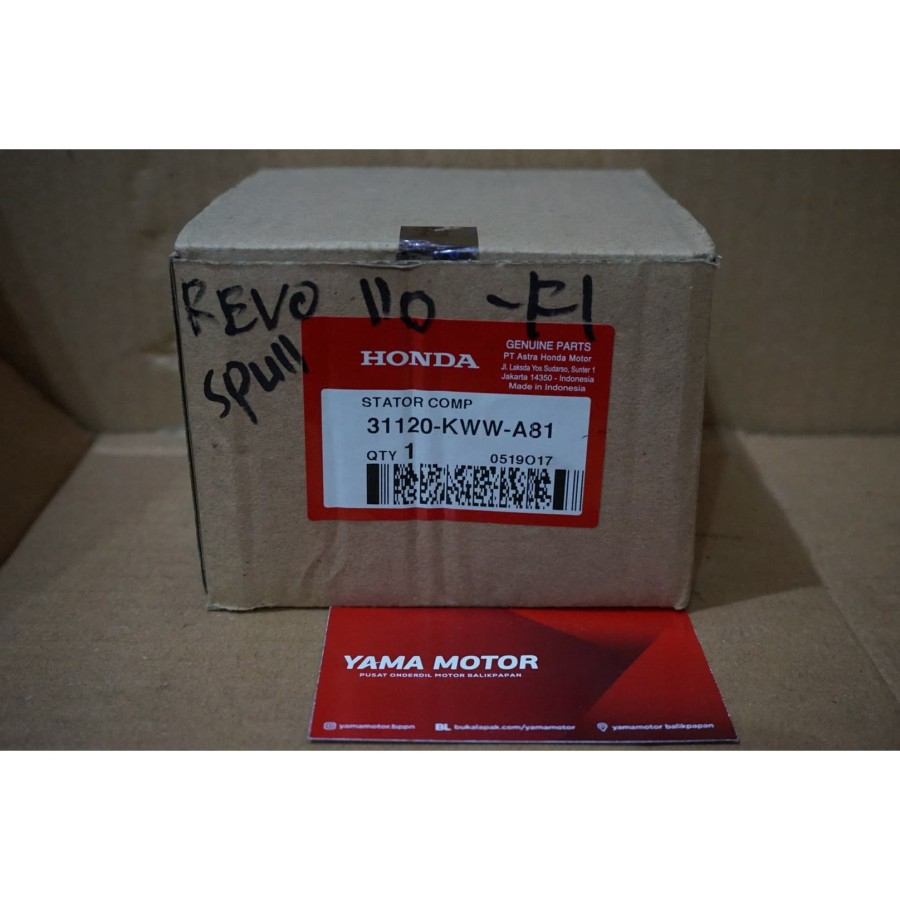 REVO 110 - FI
spull
HONDA
GENUINE PARTS
PT Astra Honda Motor
Jl. Laksda Yos Sudarso, Sunter 1
Jakarta 14350 - Indonesia
Made in Indonesia
STATOR COMP
31120-KWW-A81
QTY 1
0519O17
YAMA MOTOR
PUSAT ONDERDIL MOTOR BALIKPAPAN
yamamotor.bppn
BL bukalapak.com/yamamotor
yamamotor balikpapan